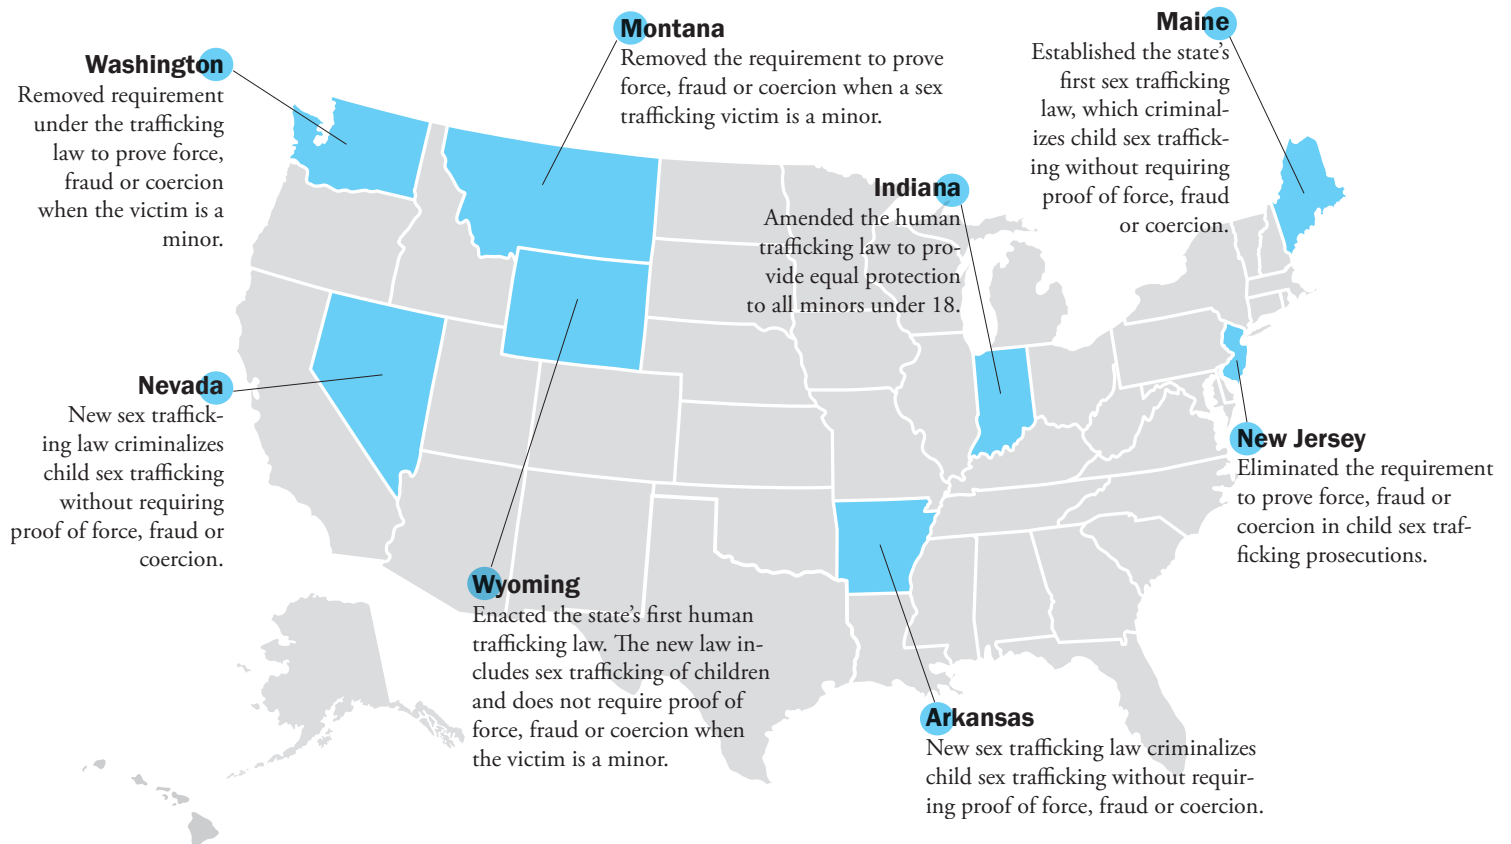 Washington
Removed requirement
under the trafficking
law to prove force,
fraud or coercion
when the victim is a
minor.
Montana
Removed the requirement to prove
force, fraud or coercion when a sex
trafficking victim is a minor.
Maine
Established the state’s
first sex trafficking
law, which criminal-
izes child sex traffick-
ing without requiring
proof of force, fraud
or coercion.
Indiana
Amended the human
trafficking law to pro-
vide equal protection
to all minors under 18.
Nevada
New sex traffick-
ing law criminalizes
child sex trafficking
without requiring
proof of force, fraud or
coercion.
New Jersey
Eliminated the requirement
to prove force, fraud or
coercion in child sex traf-
ficking prosecutions.
Wyoming
Enacted the state’s first human
trafficking law. The new law in-
cludes sex trafficking of children
and does not require proof of
force, fraud or coercion when
the victim is a minor.
Arkansas
New sex trafficking law criminalizes
child sex trafficking without requir-
ing proof of force, fraud or coercion.